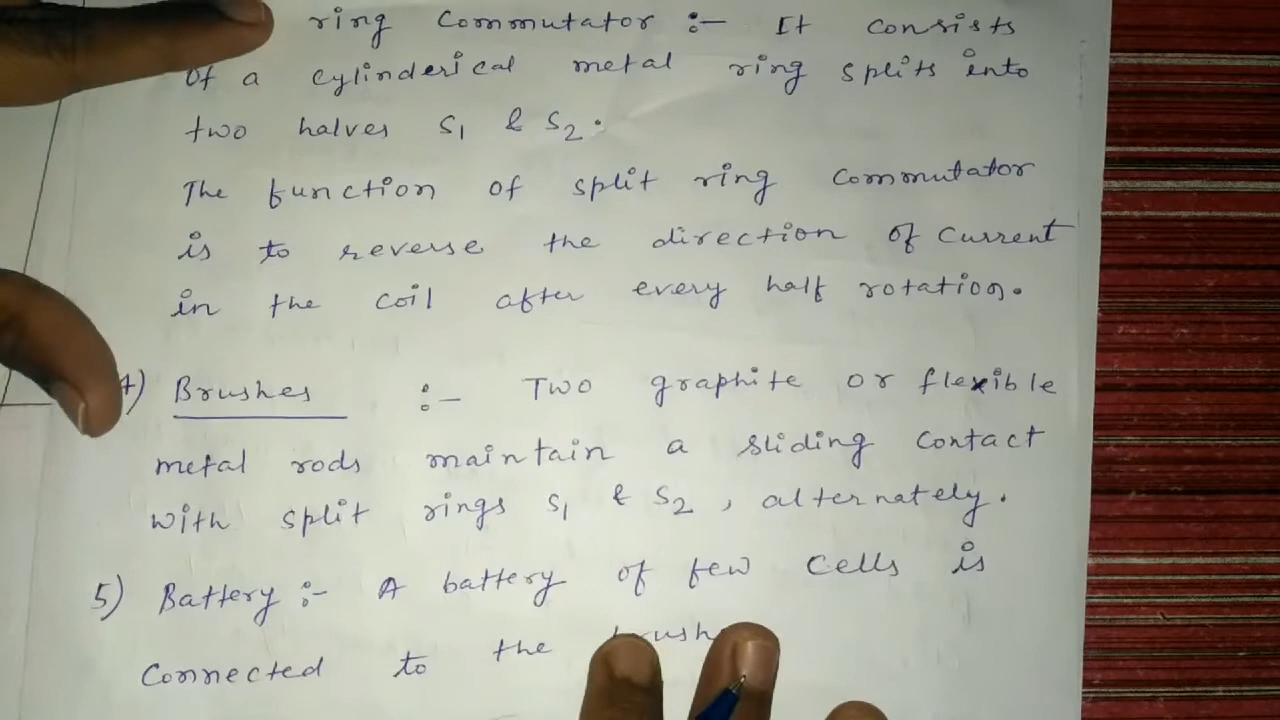 ring Commutator :- It consists
of a cylinderical metal ring splits into
two halves S1 & S2.
The function of split ring commutator
is to reverse the direction of current
in the coil after every half rotation.
4) Brushes :- Two graphite or flexible
metal rods maintain a sliding contact
with split rings S1 & S2, alternately.
5) Battery :- A battery of few cells is
Connected to the